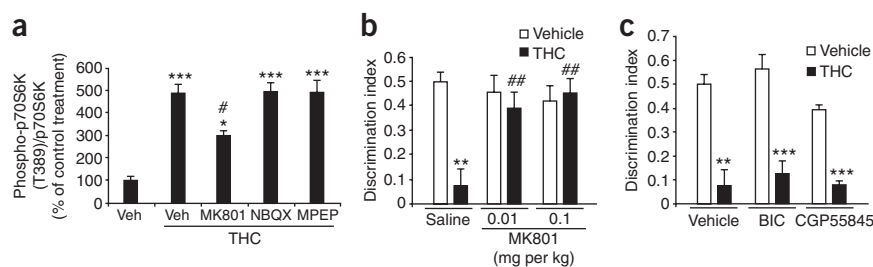 a
Phospho-p70S6K
(T389)/p70S6K
(% of control treatment)
600
500
400
300
200
100
0
***
#
*
***
***
Veh
Veh MK801 NBQX MPEP
THC
b
Vehicle
THC
Discrimination index
0.6
0.5
0.4
0.3
0.2
0.1
0
**
##
##
Saline
0.01
0.1
MK801
(mg per kg)
c
Vehicle
THC
Discrimination index
0.7
0.6
0.5
0.4
0.3
0.2
0.1
0
**
***
***
Vehicle
BIC
CGP55845